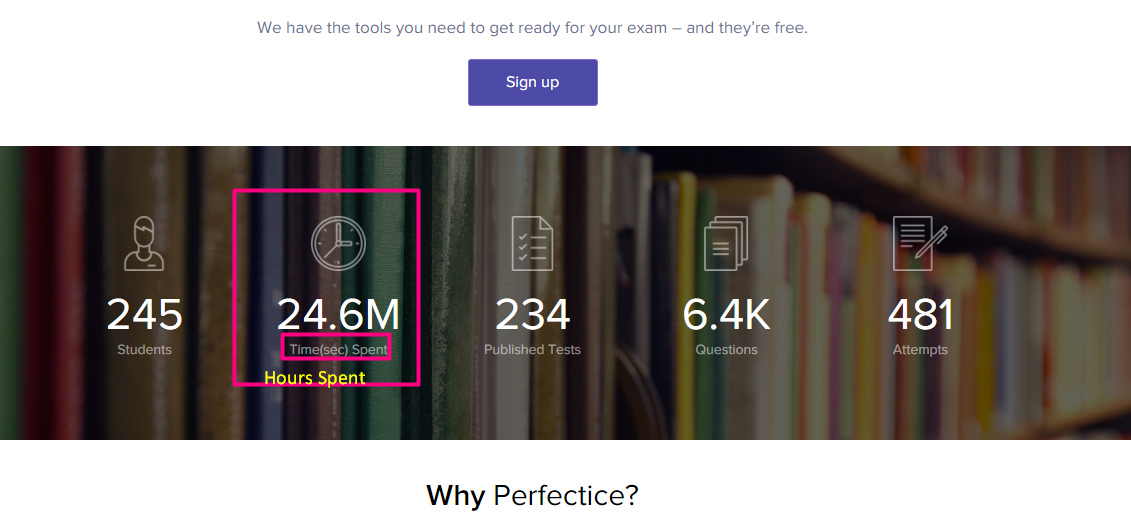 We have the tools you need to get ready for your exam – and they're free.
Sign up
245
Students
24.6M
Time(sec) Spent
Hours Spent
234
Published Tests
6.4K
Questions
481
Attempts
Why Perfectice?